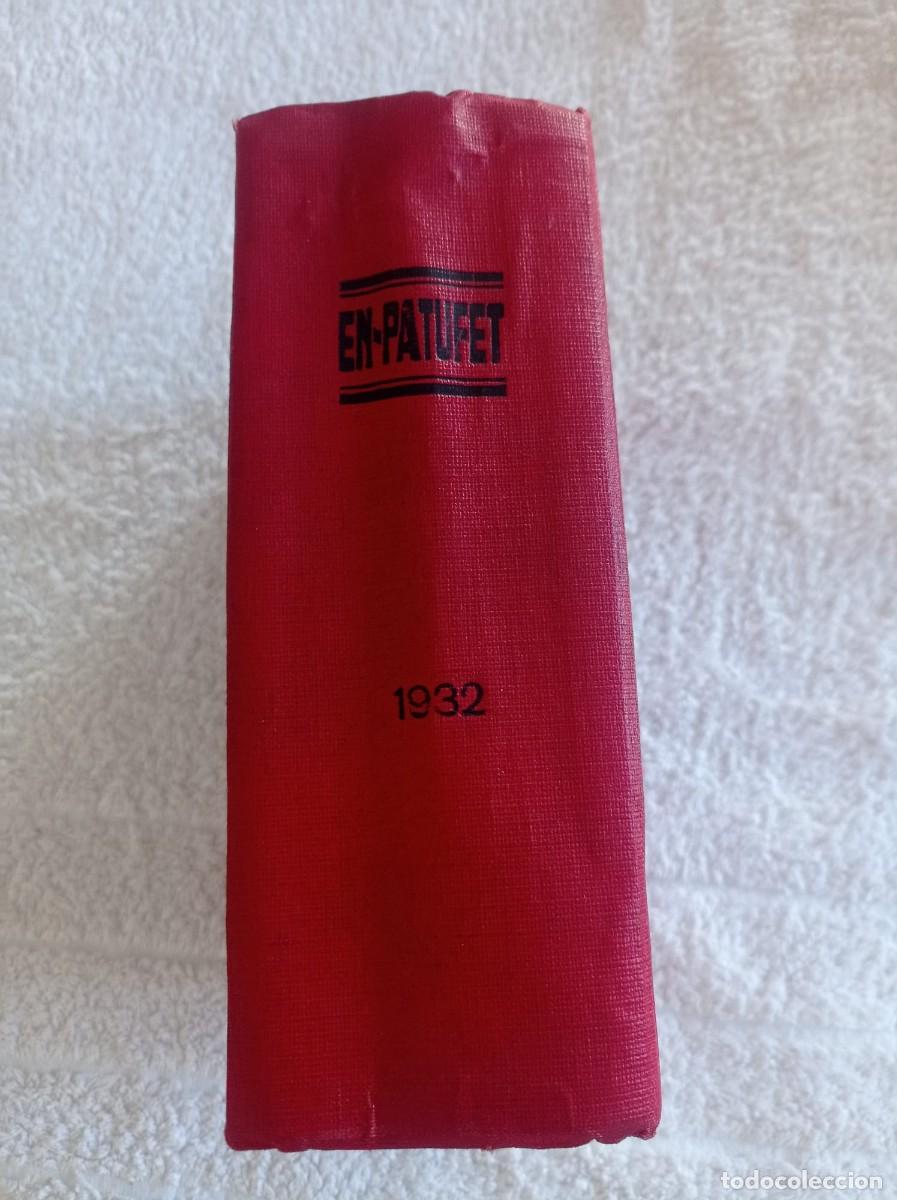 EN-PATUFET
1932
todocoleccion